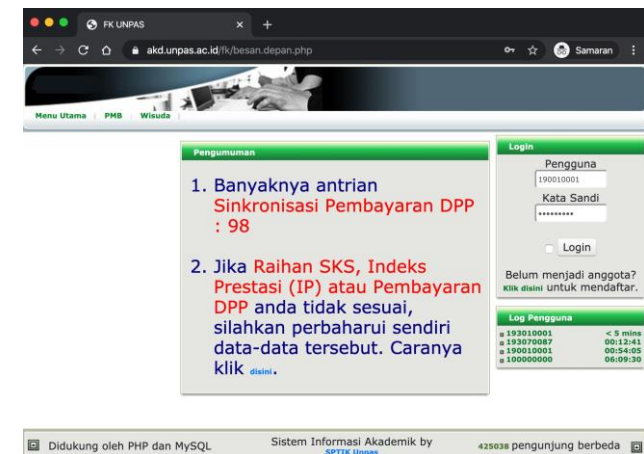 FK UNPAS
akd.unpas.ac.id/fk/besan.depan.php
Samaran
Menu Utama PMB Wisuda
Pengumuman
1. Banyaknya antrian
Sinkronisasi Pembayaran DPP
: 98
2. Jika Raihan SKS, Indeks
Prestasi (IP) atau Pembayaran
DPP anda tidak sesuai,
silahkan perbaharui sendiri
data-data tersebut. Caranya
klik disini.
Login
Pengguna
190010001
Kata Sandi
•••••••••
Login
Belum menjadi anggota?
Klik disini untuk mendaftar.
Log Pengguna
193010001 < 5 mins
193070087 00:12:41
190010001 00:54:05
100000000 06:09:30
Didukung oleh PHP dan MySQL
Sistem Informasi Akademik by
SPTIK Unpas
425038 pengunjung berbeda